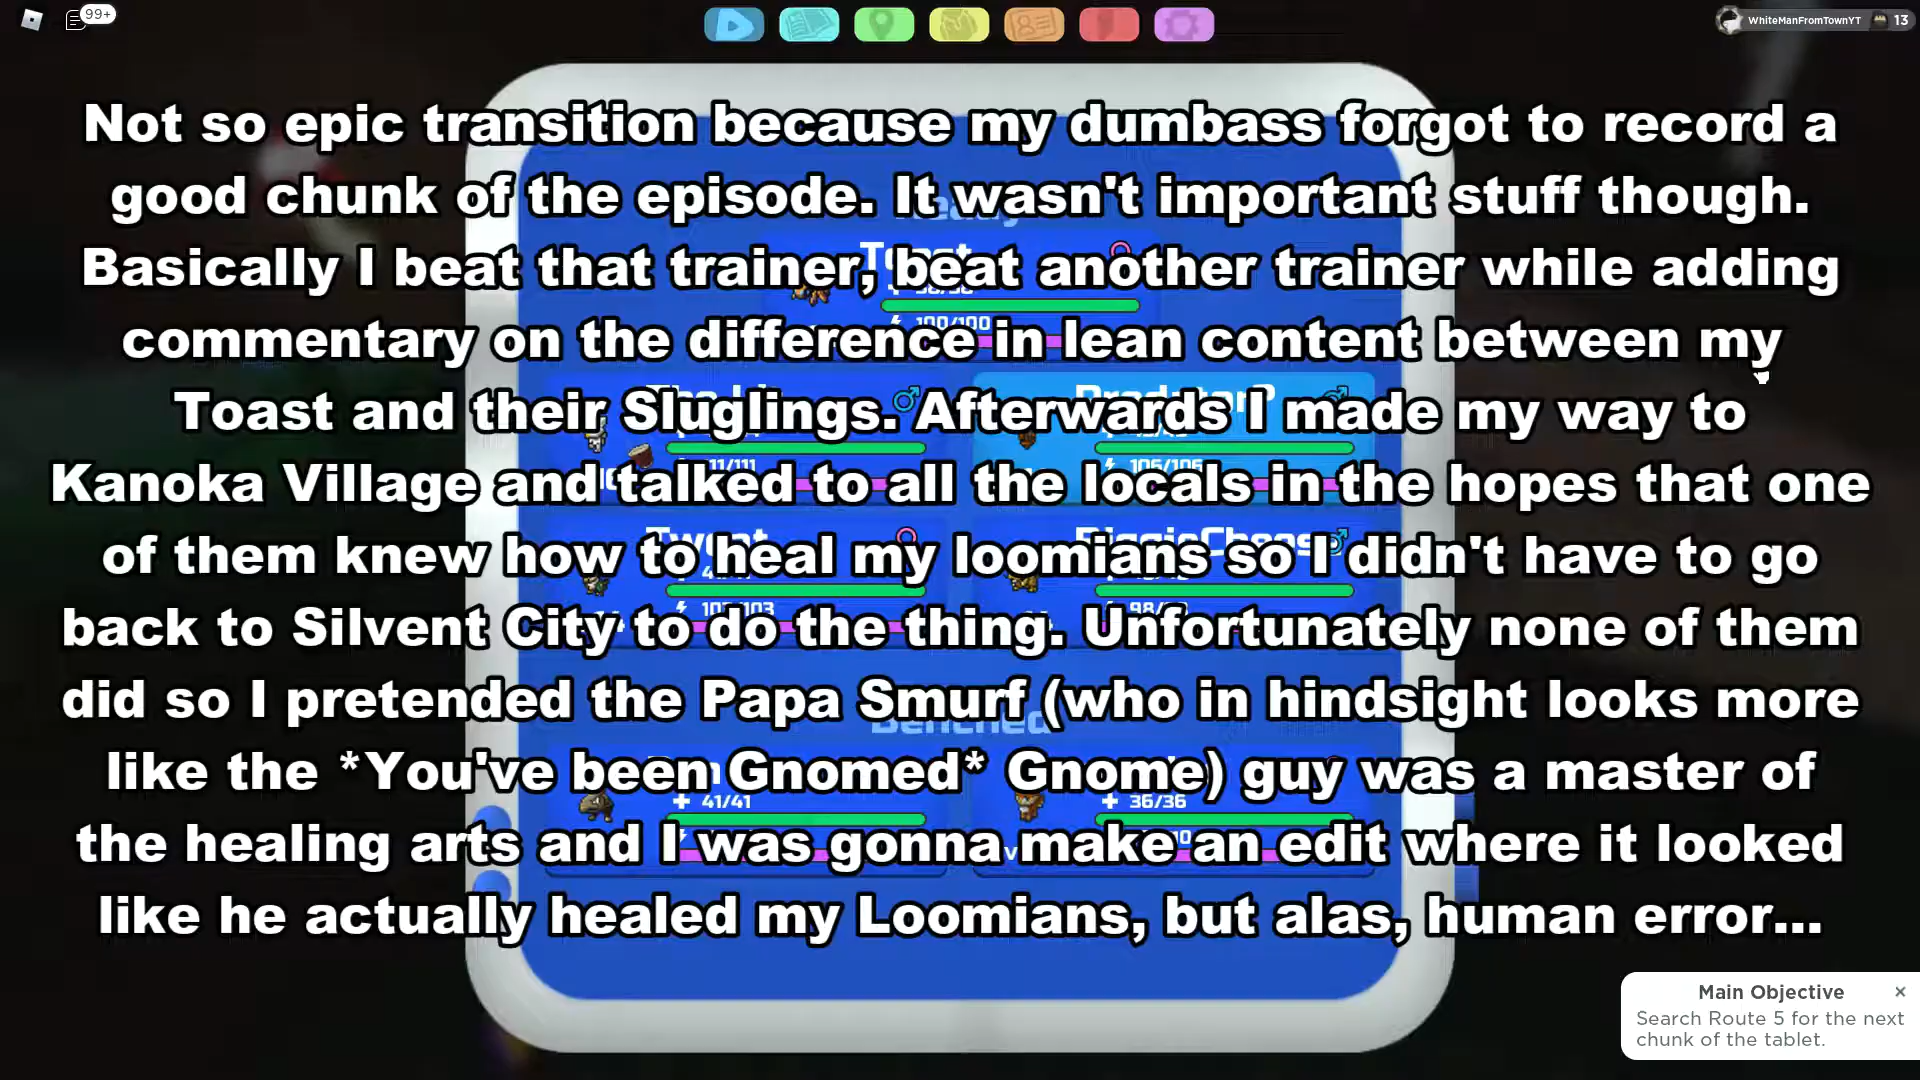 99+
WhiteManFromTownYT 13
Not so epic transition because my dumbass forgot to record a
good chunk of the episode. It wasn't important stuff though.
Basically I beat that trainer, beat another trainer while adding
commentary on the difference in lean content between my
Toast and their Sluglings. Afterwards I made my way to
Kanoka Village and talked to all the locals in the hopes that one
of them knew how to heal my loomians so I didn't have to go
back to Silvent City to do the thing. Unfortunately none of them
did so I pretended the Papa Smurf (who in hindsight looks more
like the *You've been Gnomed* Gnome) guy was a master of
the healing arts and I was gonna make an edit where it looked
like he actually healed my Loomians, but alas, human error...
Toast
100/100
106/106
Benched
41/41
36/36
Main Objective
Search Route 5 for the next
chunk of the tablet.